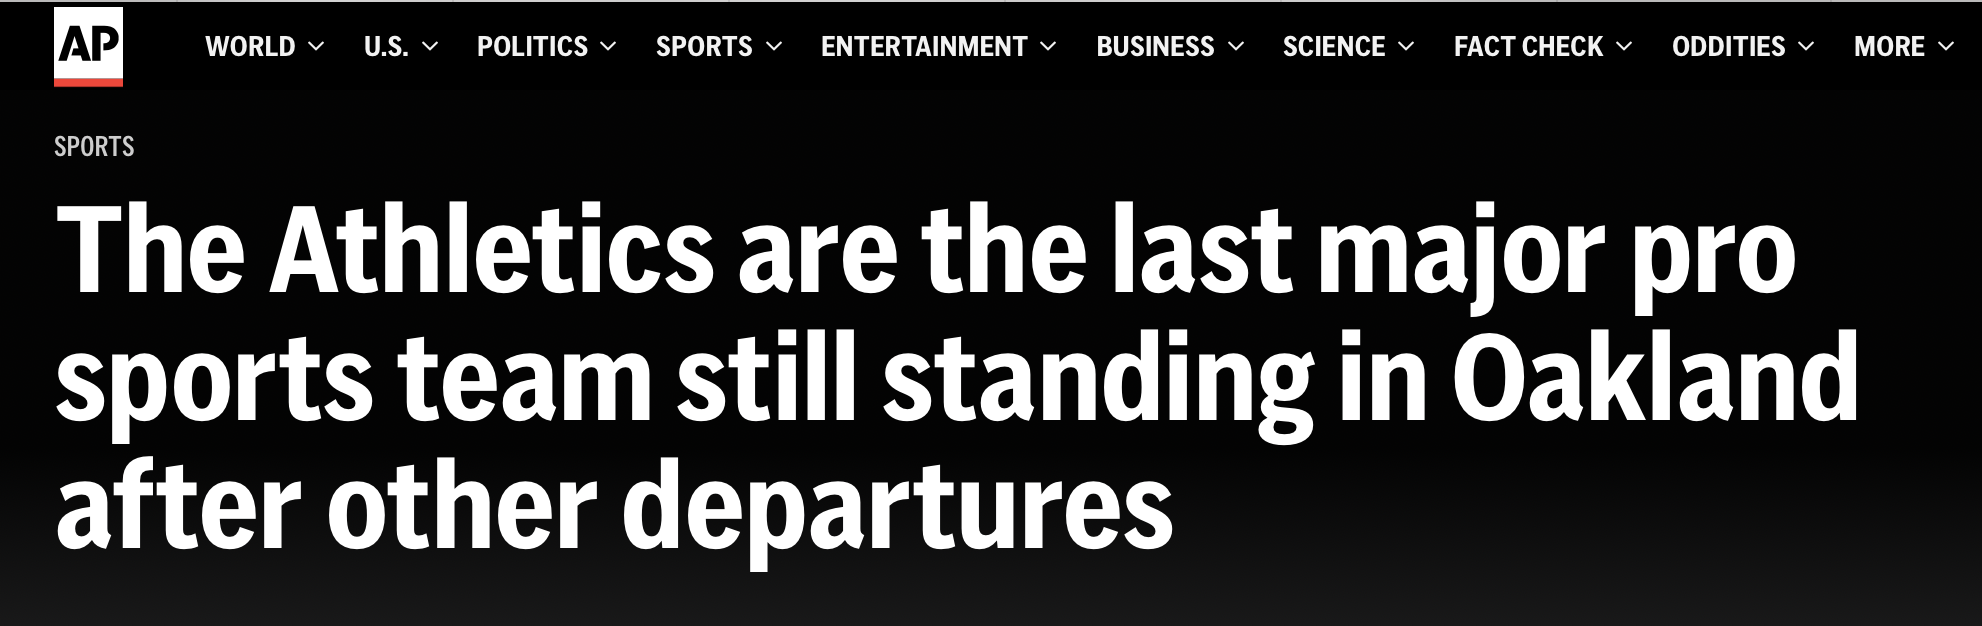 AP
WORLD U.S. POLITICS SPORTS ENTERTAINMENT BUSINESS SCIENCE FACT CHECK ODDITIES MORE
SPORTS
The Athletics are the last major pro
sports team still standing in Oakland
after other departures